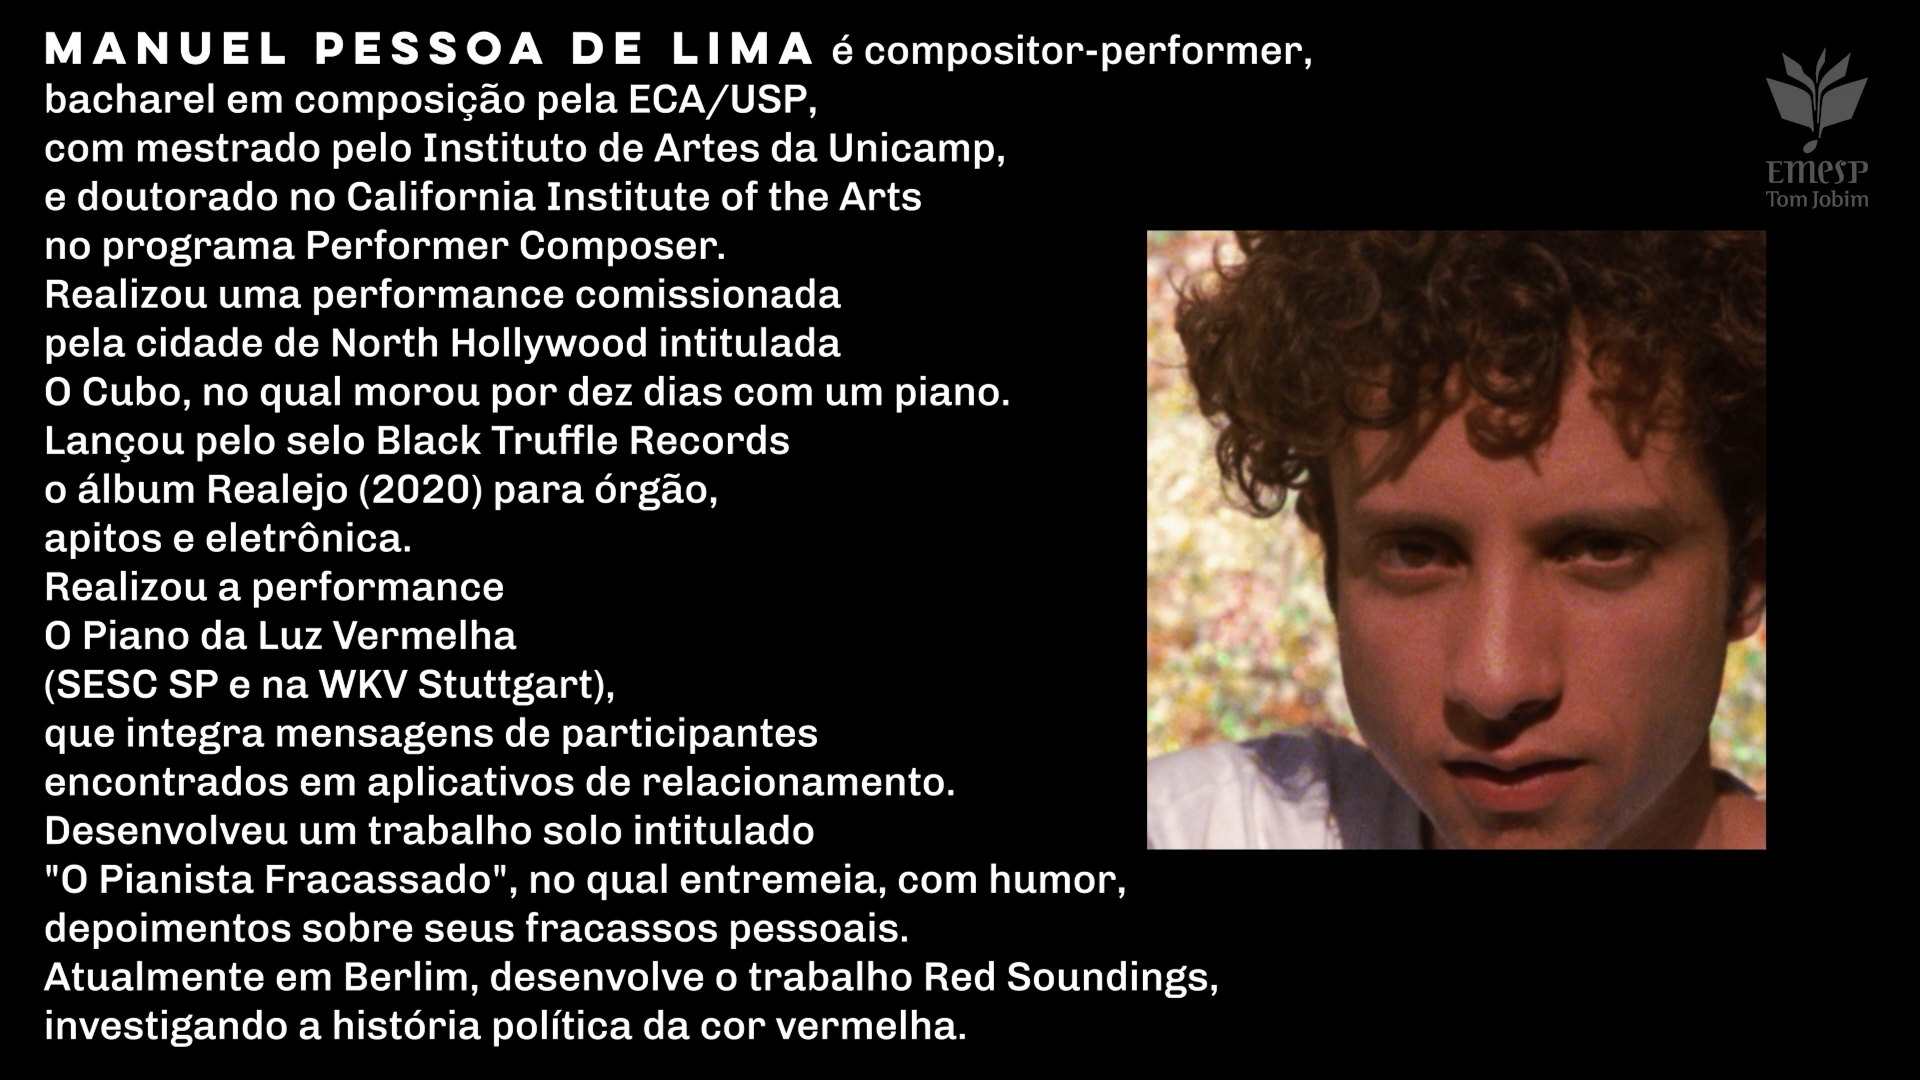 MANUEL PESSOA DE LIMA é compositor-performer,
bacharel em composição pela ECA/USP,
com mestrado pelo Instituto de Artes da Unicamp,
e doutorado no California Institute of the Arts
no programa Performer Composer.
Realizou uma performance comissionada
pela cidade de North Hollywood intitulada
O Cubo, no qual morou por dez dias com um piano.
Lançou pelo selo Black Truffle Records
o álbum Realejo (2020) para órgão,
apitos e eletrônica.
Realizou a performance
O Piano da Luz Vermelha
(SESC SP e na WKV Stuttgart),
que integra mensagens de participantes
encontrados em aplicativos de relacionamento.
Desenvolveu um trabalho solo intitulado
"O Pianista Fracassado", no qual entremeia, com humor,
depoimentos sobre seus fracassos pessoais.
Atualmente em Berlim, desenvolve o trabalho Red Soundings,
investigando a história política da cor vermelha.
EMESP
Tom Jobim